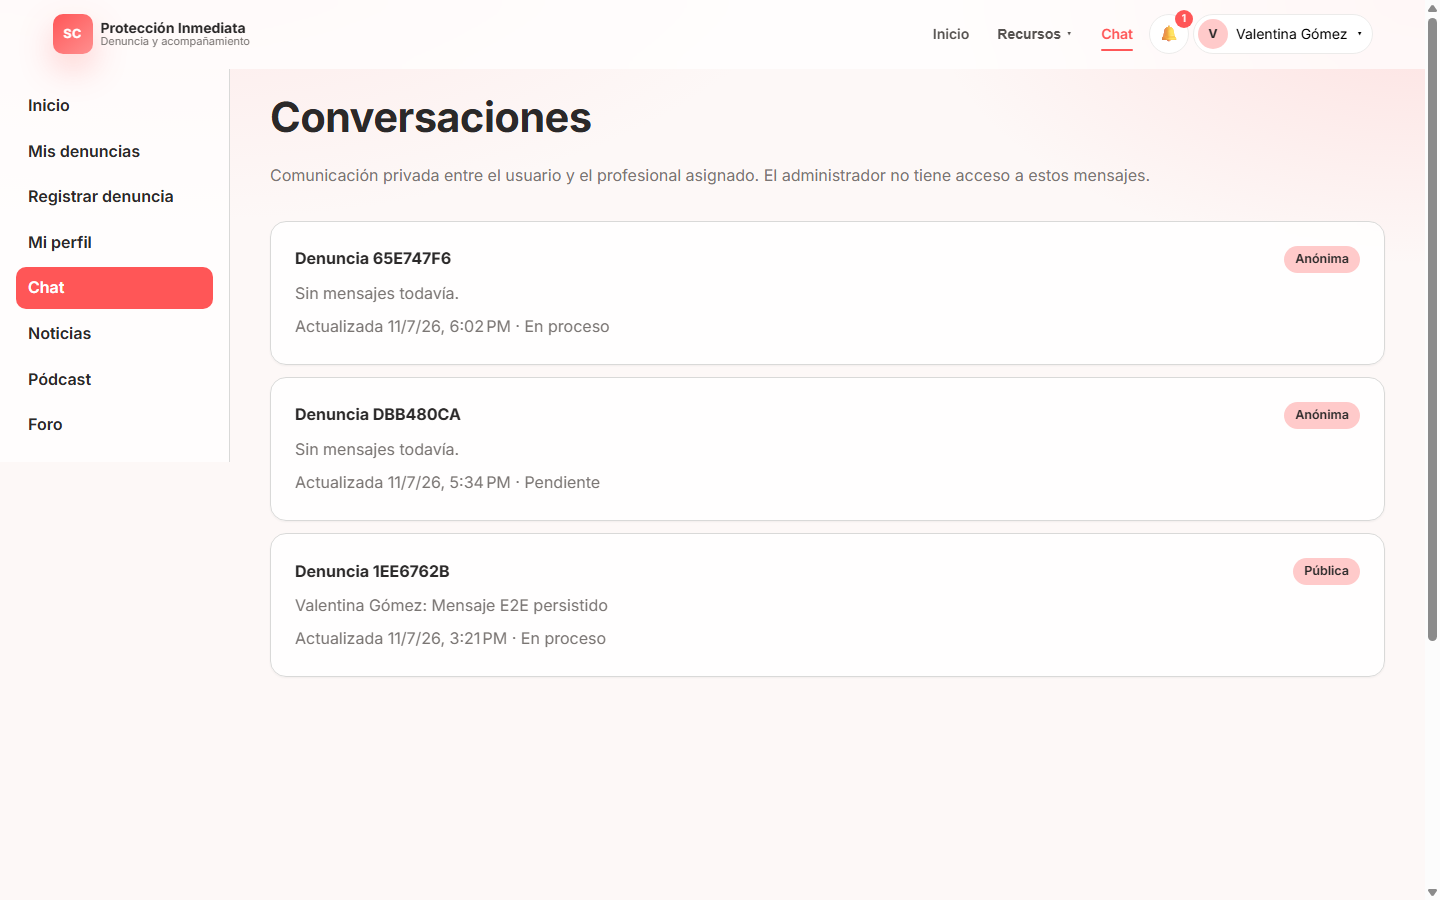 SC
Protección Inmediata
Denuncia y acompañamiento
Inicio
Recursos
Chat
1
V
Valentina Gómez
Inicio
Mis denuncias
Registrar denuncia
Mi perfil
Chat
Noticias
Pódcast
Foro
Conversaciones
Comunicación privada entre el usuario y el profesional asignado. El administrador no tiene acceso a estos mensajes.
Denuncia 65E747F6
Anónima
Sin mensajes todavía.
Actualizada 11/7/26, 6:02 PM · En proceso
Denuncia DBB480CA
Anónima
Sin mensajes todavía.
Actualizada 11/7/26, 5:34 PM · Pendiente
Denuncia 1EE6762B
Pública
Valentina Gómez: Mensaje E2E persistido
Actualizada 11/7/26, 3:21 PM · En proceso